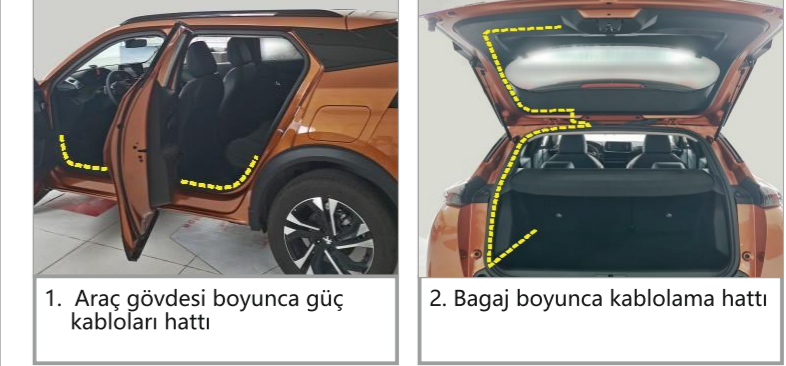 1. Araç gövdesi boyunca güç
kabloları hattı
2. Bagaj boyunca kablolama hattı